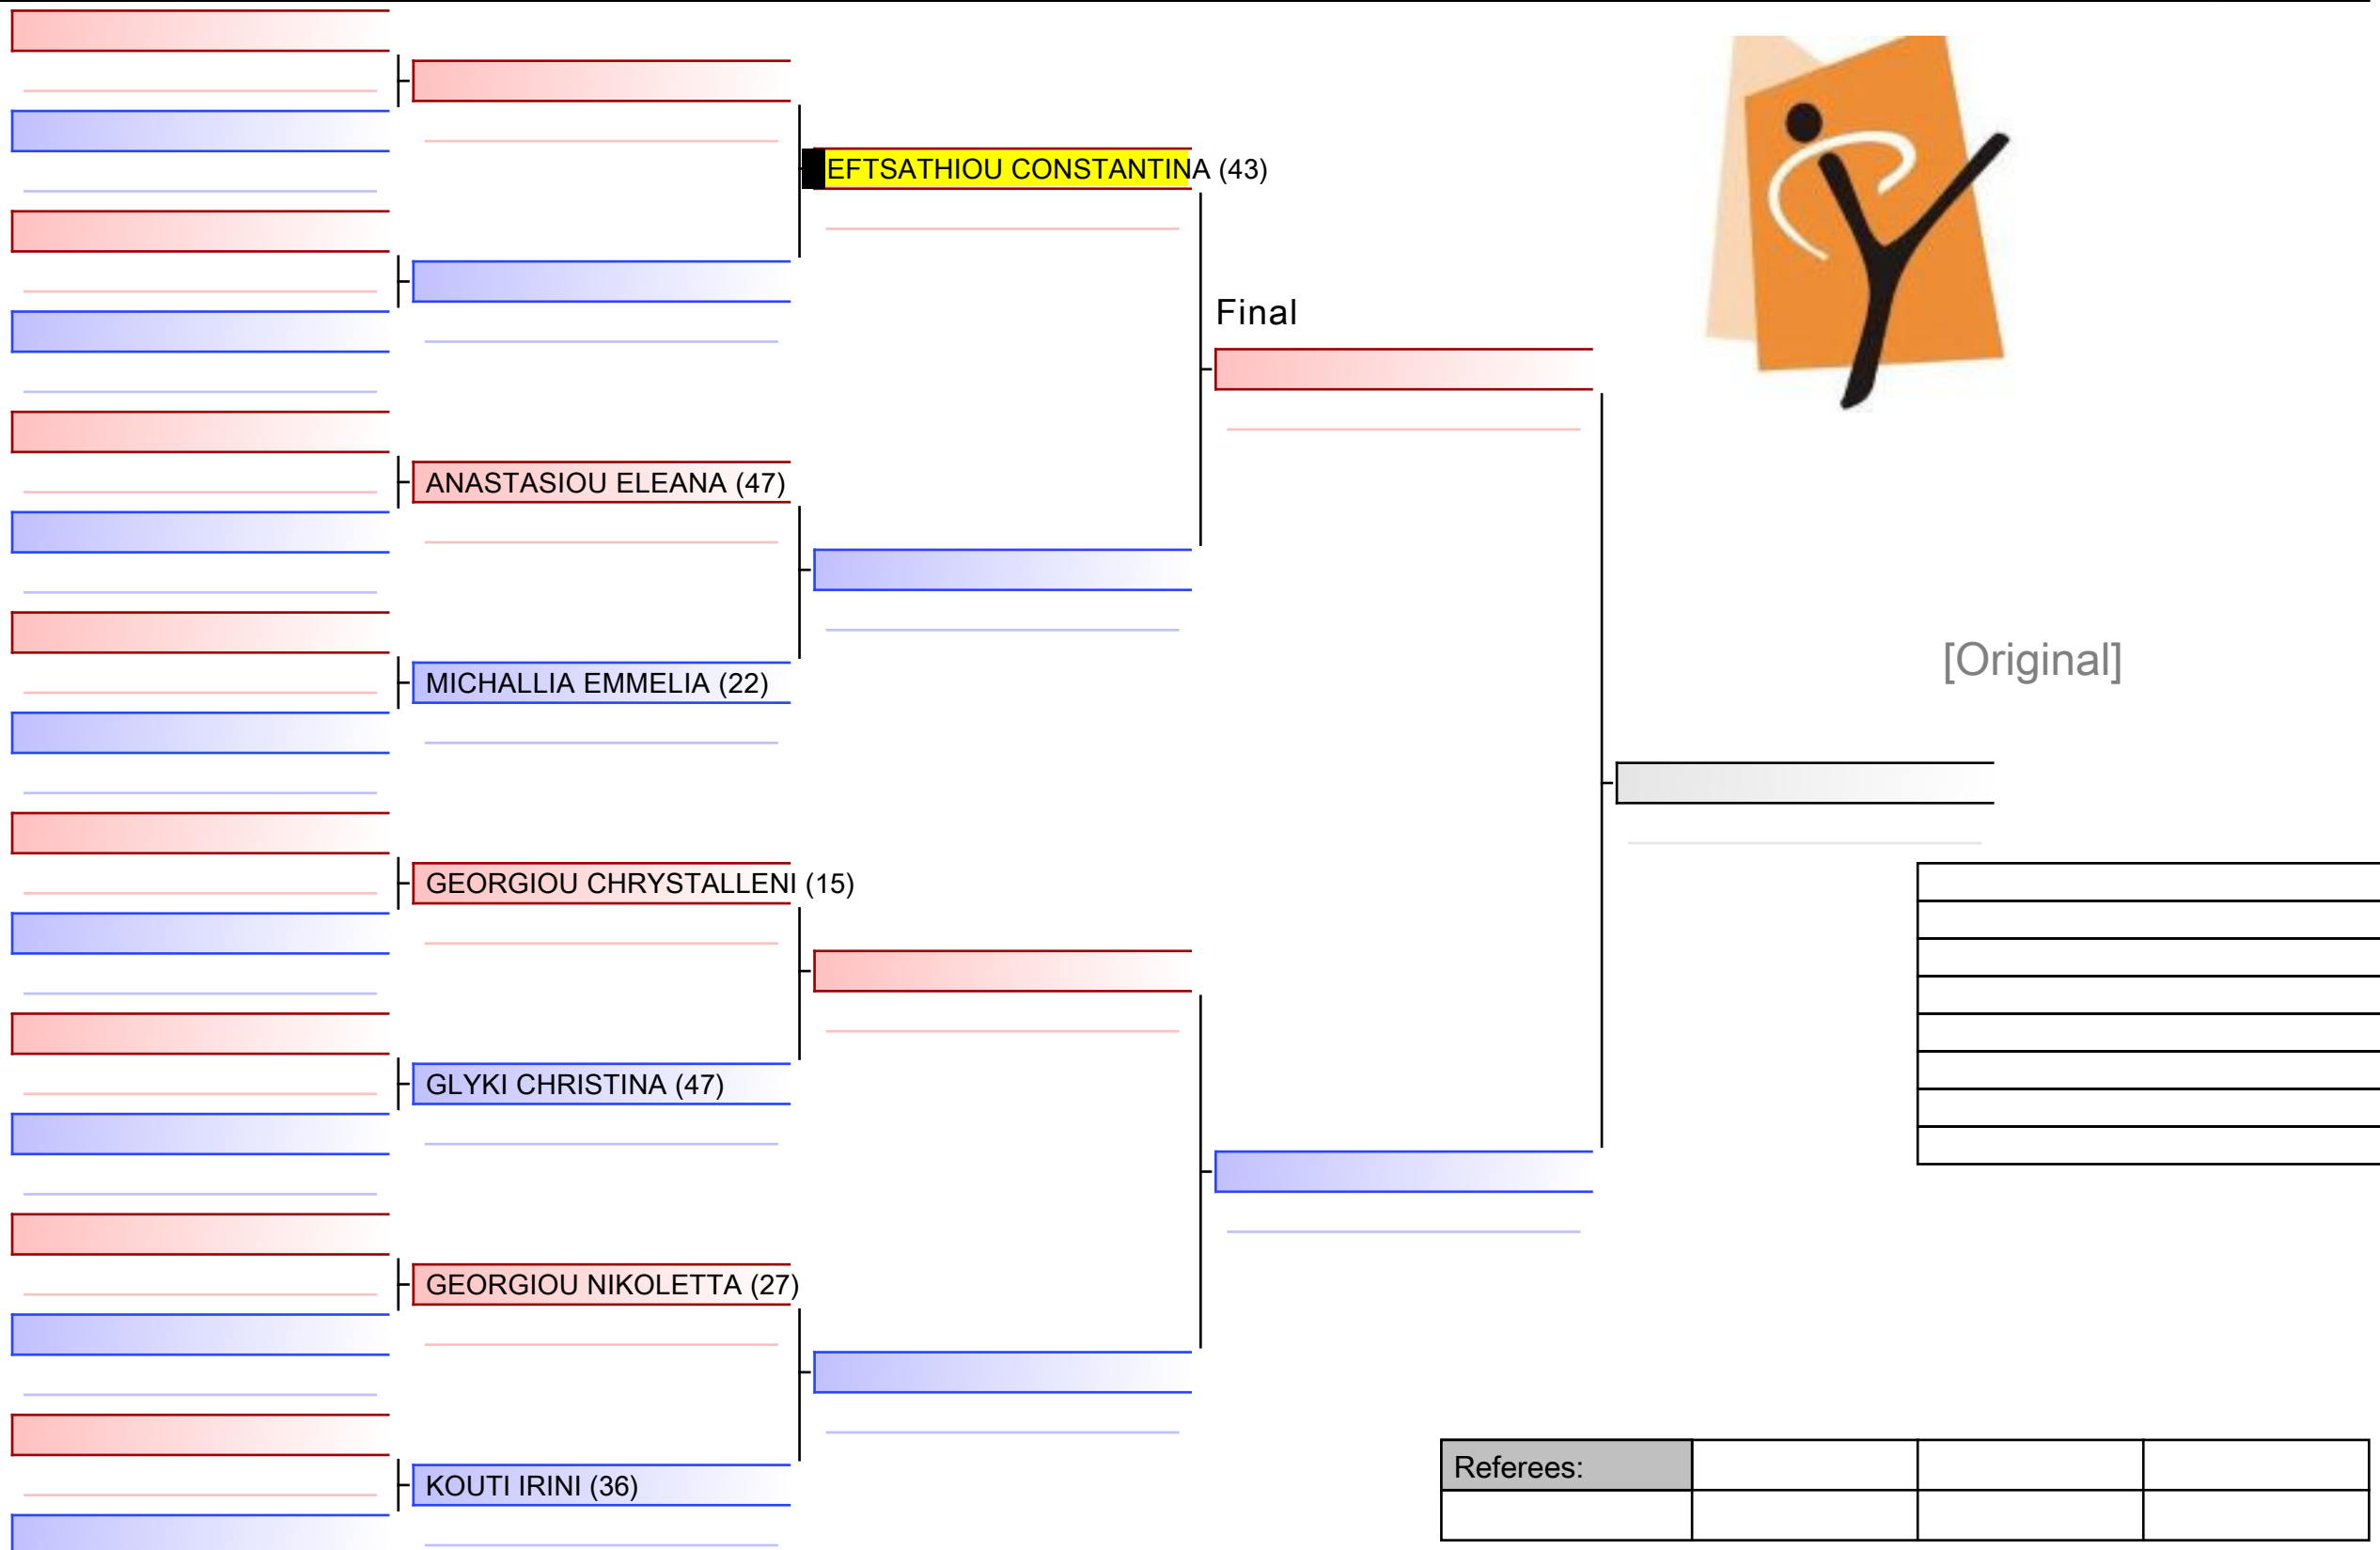 EFTSATHIOU CONSTANTINA (43)
Final
ANASTASIOU ELEANA (47)
[Original]
MICHALLIA EMMELIA (22)
GEORGIOU CHRYSTALLENI (15)
GLYKI CHRISTINA (47)
GEORGIOU NIKOLETTA (27)
Referees:
KOUTI IRINI (36)